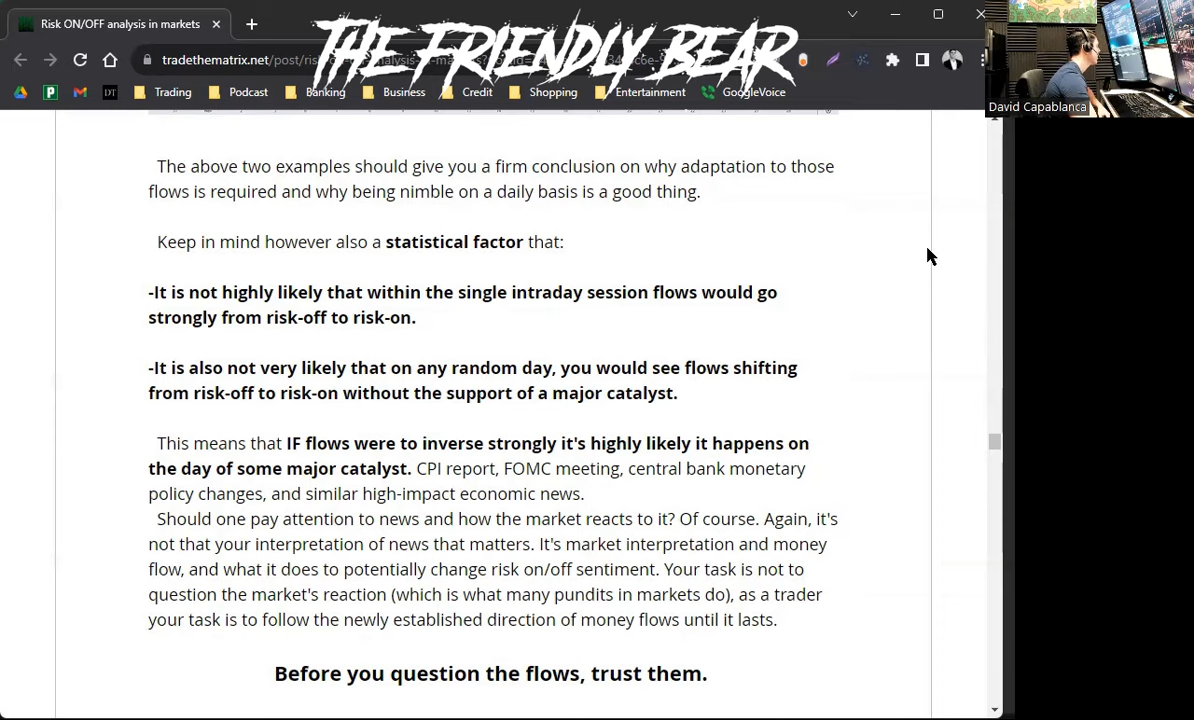 Risk ON/OFF analysis in markets
THE FRIENDLY BEAR
tradethematrix.net/post/ris
Trading
Podcast
Banking
Business
Credit
Shopping
Entertainment
GoogleVoice
David Capablanca
The above two examples should give you a firm conclusion on why adaptation to those
flows is required and why being nimble on a daily basis is a good thing.
Keep in mind however also a statistical factor that:
-It is not highly likely that within the single intraday session flows would go
strongly from risk-off to risk-on.
-It is also not very likely that on any random day, you would see flows shifting
from risk-off to risk-on without the support of a major catalyst.
This means that IF flows were to inverse strongly it's highly likely it happens on
the day of some major catalyst. CPI report, FOMC meeting, central bank monetary
policy changes, and similar high-impact economic news.
Should one pay attention to news and how the market reacts to it? Of course. Again, it's
not that your interpretation of news that matters. It's market interpretation and money
flow, and what it does to potentially change risk on/off sentiment. Your task is not to
question the market's reaction (which is what many pundits in markets do), as a trader
your task is to follow the newly established direction of money flows until it lasts.
Before you question the flows, trust them.